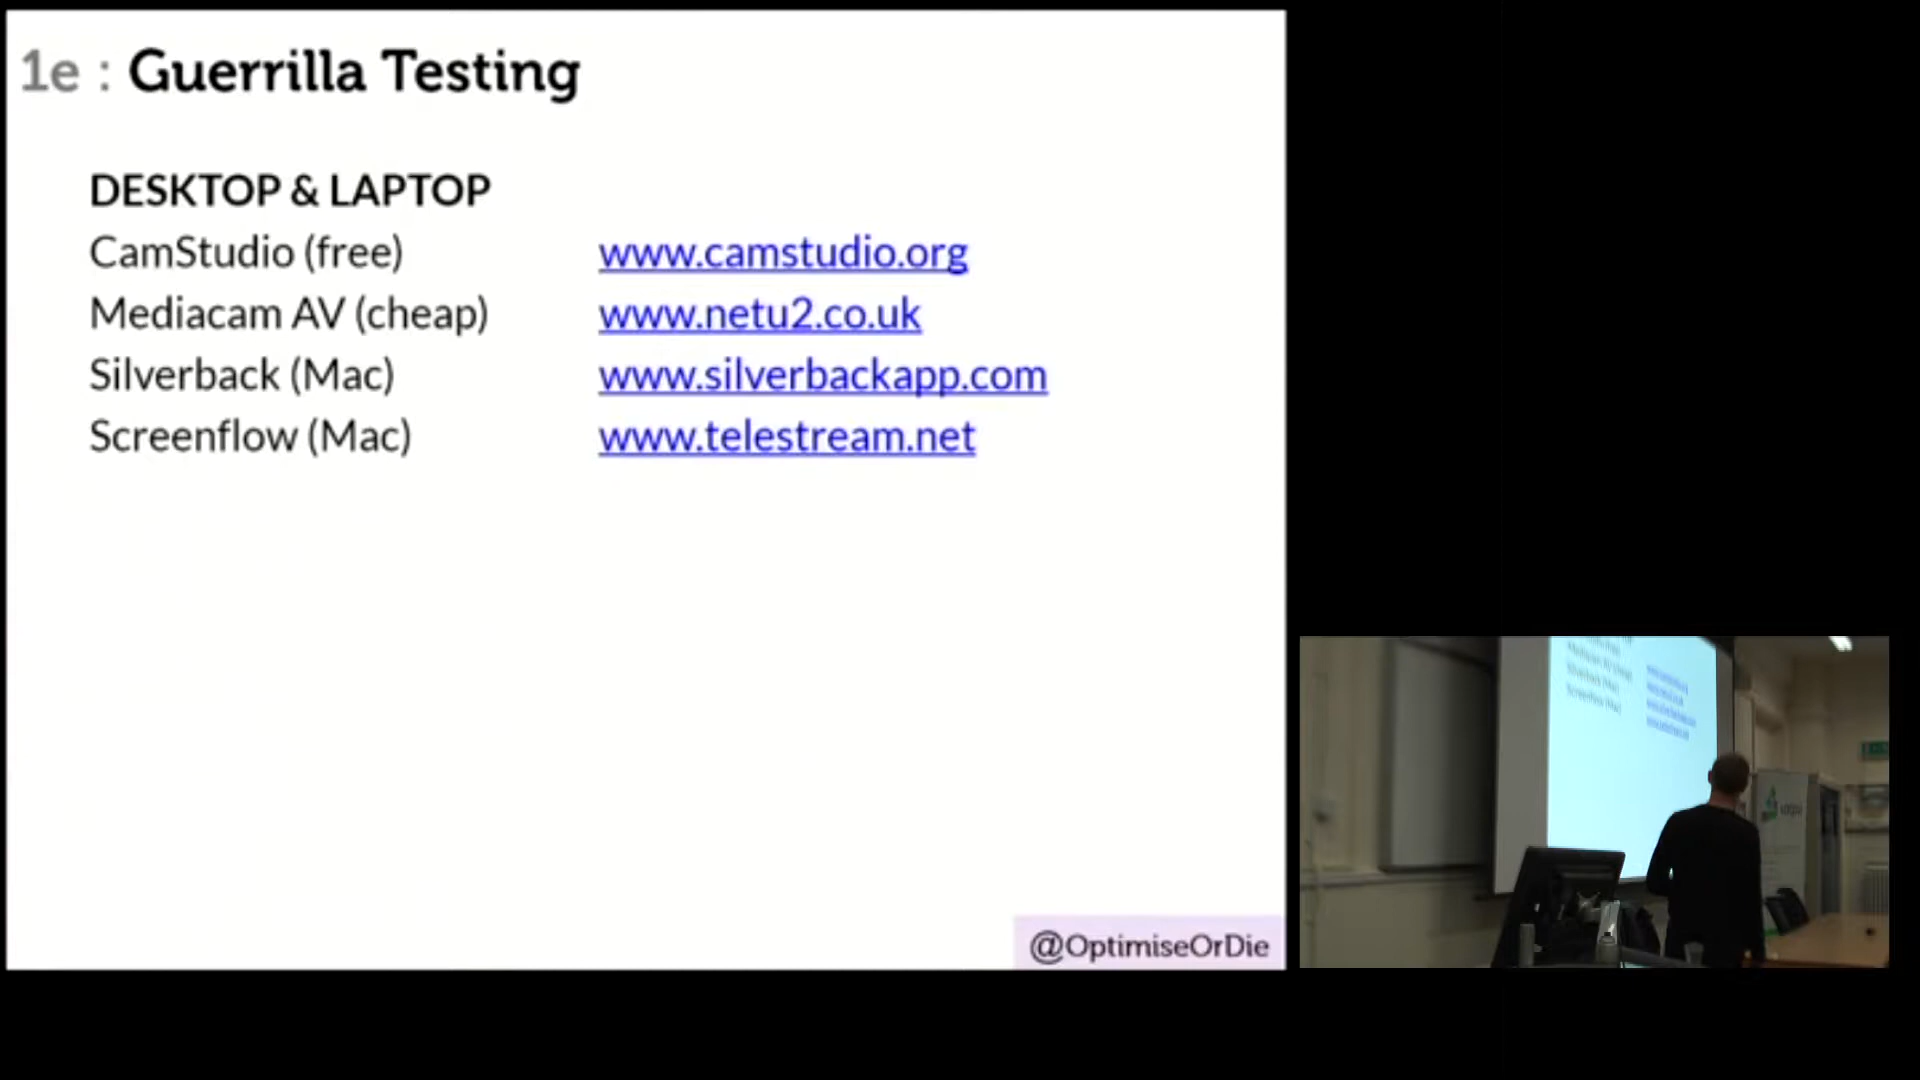 1e : Guerrilla Testing
DESKTOP & LAPTOP
CamStudio (free) www.camstudio.org
Mediacam AV (cheap) www.netu2.co.uk
Silverback (Mac) www.silverbackapp.com
Screenflow (Mac) www.telestream.net
@OptimiseOrDie